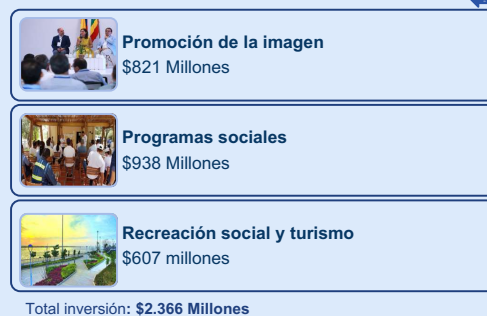 Promoción de la imagen
$821 Millones
Programas sociales
$938 Millones
Recreación social y turismo
$607 millones
Total inversión: $2.366 Millones